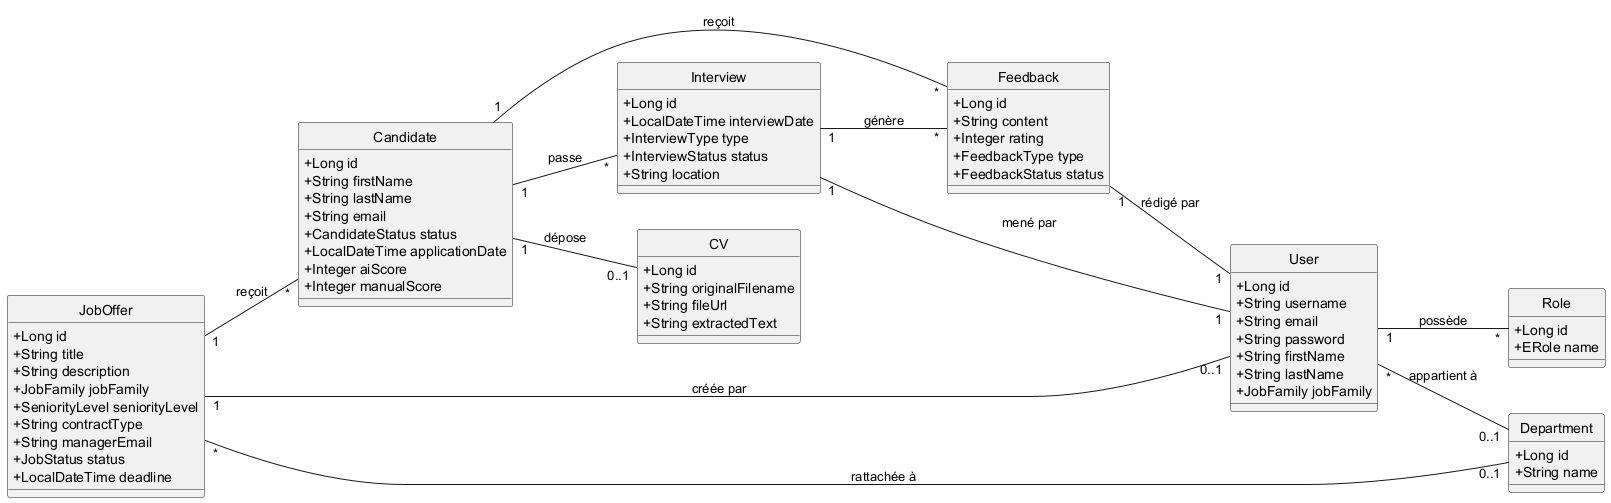 JobOffer
+Long id
+String title
+String description
+JobFamily jobFamily
+SeniorityLevel seniorityLevel
+String contractType
+String managerEmail
+JobStatus status
+LocalDateTime deadline
reçoit
1
*
Candidate
+Long id
+String firstName
+String lastName
+String email
+CandidateStatus status
+LocalDateTime applicationDate
+Integer aiScore
+Integer manualScore
reçoit
1
*
passe
1
*
dépose
1
0..1
Interview
+Long id
+LocalDateTime interviewDate
+InterviewType type
+InterviewStatus status
+String location
CV
+Long id
+String originalFilename
+String fileUrl
+String extractedText
génère
1
*
mené par
1
1
Feedback
+Long id
+String content
+Integer rating
+FeedbackType type
+FeedbackStatus status
rédigé par
1
1
créée par
1
0..1
rattachée à
*
0..1
User
+Long id
+String username
+String email
+String password
+String firstName
+String lastName
+JobFamily jobFamily
possède
1
*
appartient à
*
0..1
Role
+Long id
+ERole name
Department
+Long id
+String name